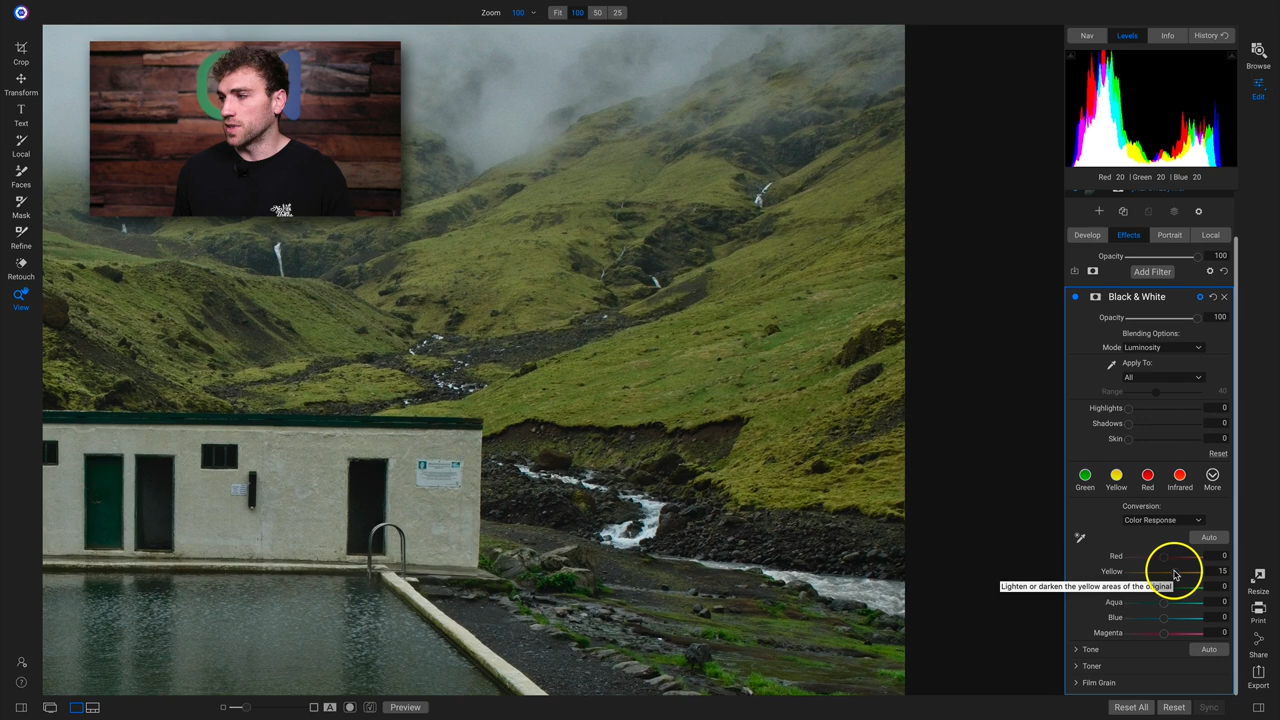 Zoom 100 Fit 100 50 25
Crop
Transform
Text
Local
Faces
Mask
Refine
Retouch
View
Nav Levels Info History
Red 20 | Green 20 | Blue 20
Develop Effects Portrait Local
Opacity 100
Add Filter
Black & White
Opacity 100
Blending Options:
Mode Luminosity
Apply To:
All
Range 40
Highlights 0
Shadows 0
Skin 0
Reset
Green Yellow Red Infrared More
Conversion:
Color Response
Auto
Red 0
Yellow 15
Lighten or darken the yellow areas of the original
0
Aqua 0
Blue 0
Magenta 0
Tone Auto
Toner
Film Grain
Browse
Edit
Resize
Print
Share
Export
A Preview
Reset All Reset Sync